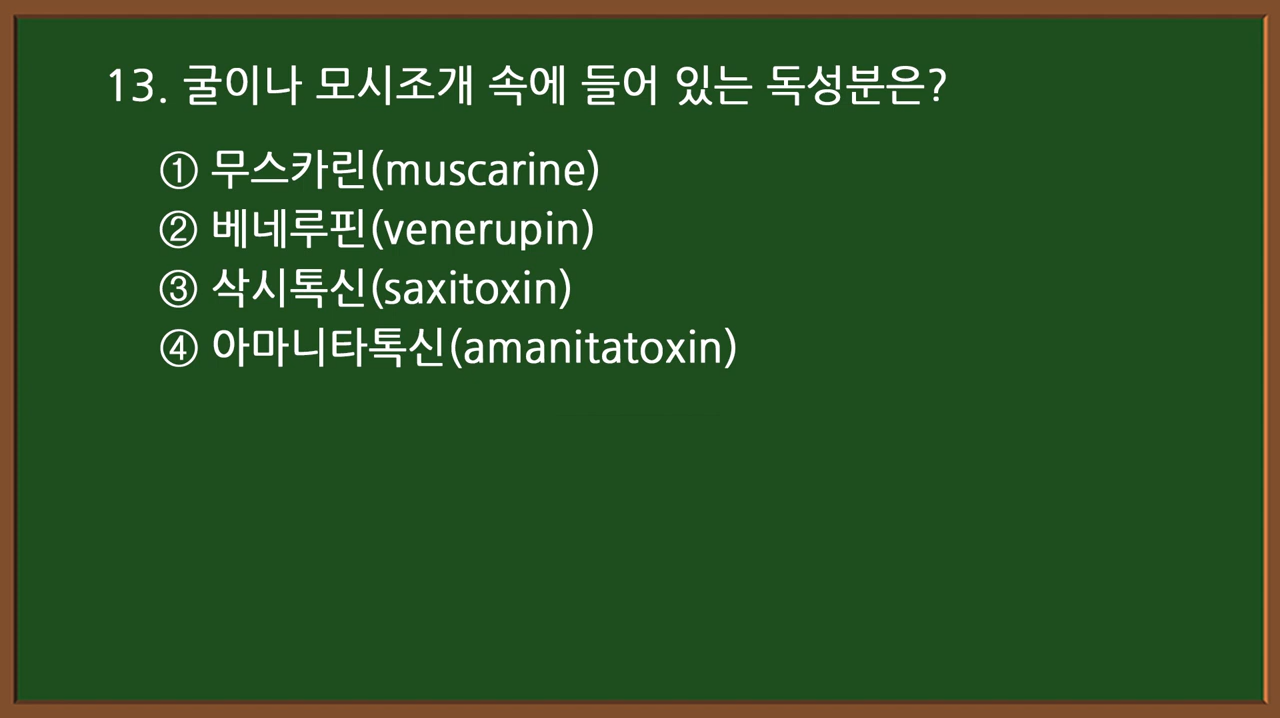 13. 굴이나 모시조개 속에 들어 있는 독성분은?
① 무스카린(muscarine)
② 베네루핀(venerupin)
③ 삭시톡신(saxitoxin)
④ 아마니타톡신(amanitatoxin)